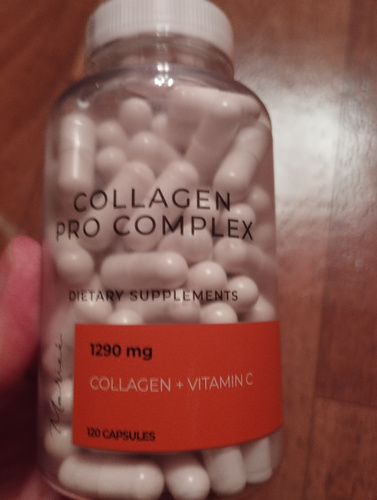 COLLAGEN
PRO COMPLEX
DIETARY SUPPLEMENTS
1290 mg
COLLAGEN + VITAMIN C
120 CAPSULES